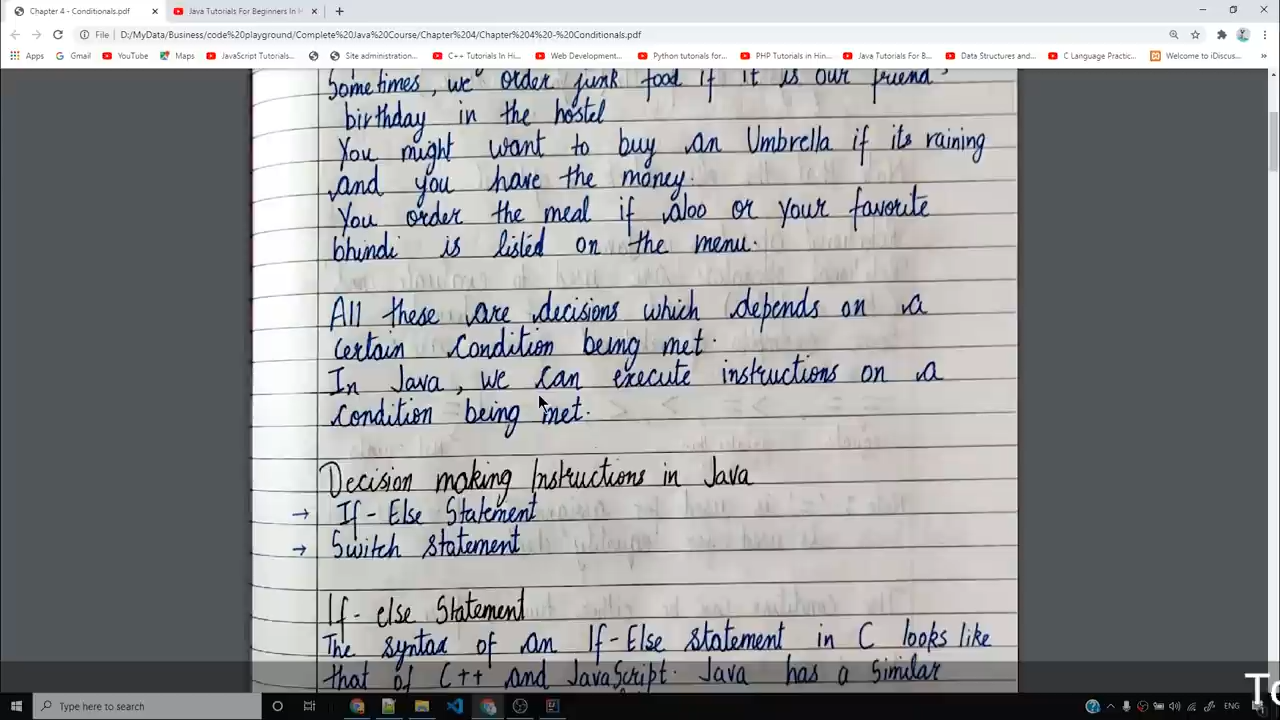 Chapter 4 - Conditionals.pdf
Java Tutorials For Beginners In H
File D:/MyData/Business/code%20playground/Complete%20Java%20Course/Chapter%204/Chapter%204%20-%20Conditionals.pdf
Apps Gmail YouTube Maps JavaScript Tutorials... Site administration... C++ Tutorials In Hi... Web Development... Python tutorials for... PHP Tutorials in Hin... Java Tutorials For B... Data Structures and... C Language Practic... Welcome to iDiscus...
Sometimes, we order junk food if it is our friend's
birthday in the hostel
You might want to buy an Umbrella if its raining
and you have the money.
You order the meal if aloo or your favorite
bhindi is listed on the menu.
All these are decisions which depends on a
certain condition being met.
In Java, we can execute instructions on a
condition being met.
Decision making Instructions in Java
→ If-Else Statement
→ Switch statement
If-else Statement
The syntax of an If-Else statement in C looks like
that of C++ and JavaScript. Java has a similar
Type here to search
ENG
To